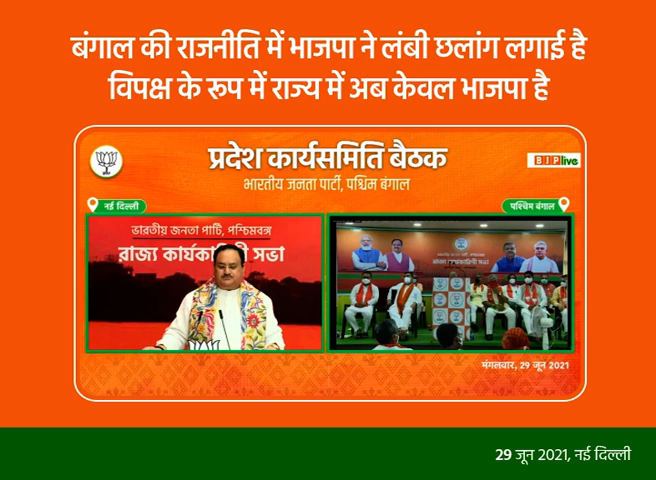 बंगाल की राजनीति में भाजपा ने लंबी छलांग लगाई है
विपक्ष के रूप में राज्य में अब केवल भाजपा है
प्रदेश कार्यसमिति बैठक
भारतीय जनता पार्टी, पश्चिम बंगाल
BJP live
नई दिल्ली
पश्चिम बंगाल
ভারতীয় জনতা পার্টি, পশ্চিমবঙ্গ
রাজ্য কার্যকারিণী সভা
मंगलवार, 29 जून 2021
29 जून 2021, नई दिल्ली